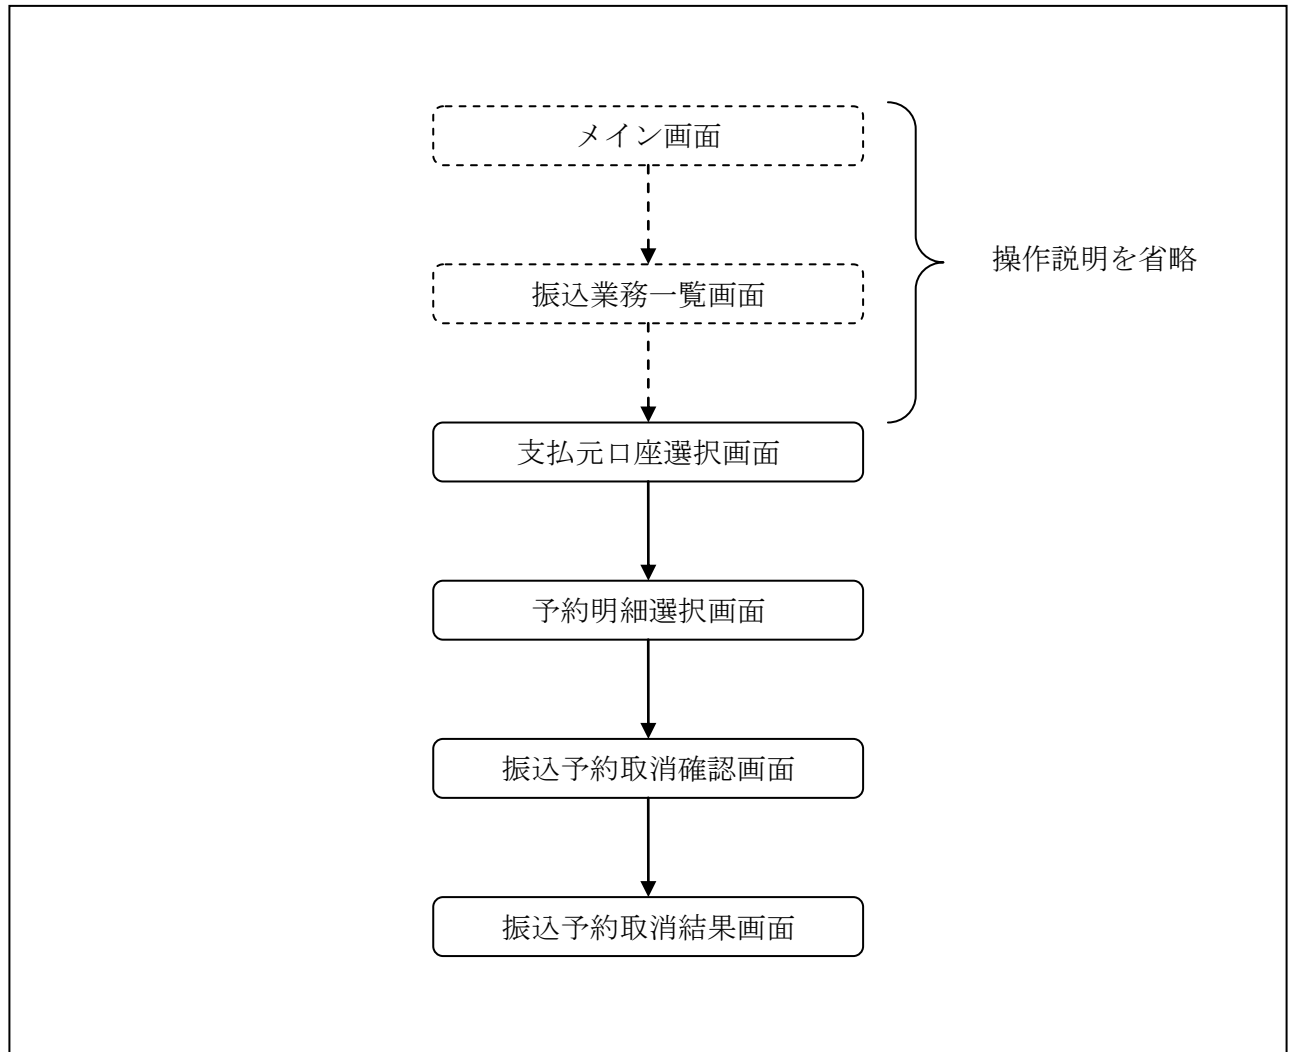 メイン画面
振込業務一覧画面
操作説明を省略
支払元口座選択画面
予約明細選択画面
振込予約取消確認画面
振込予約取消結果画面